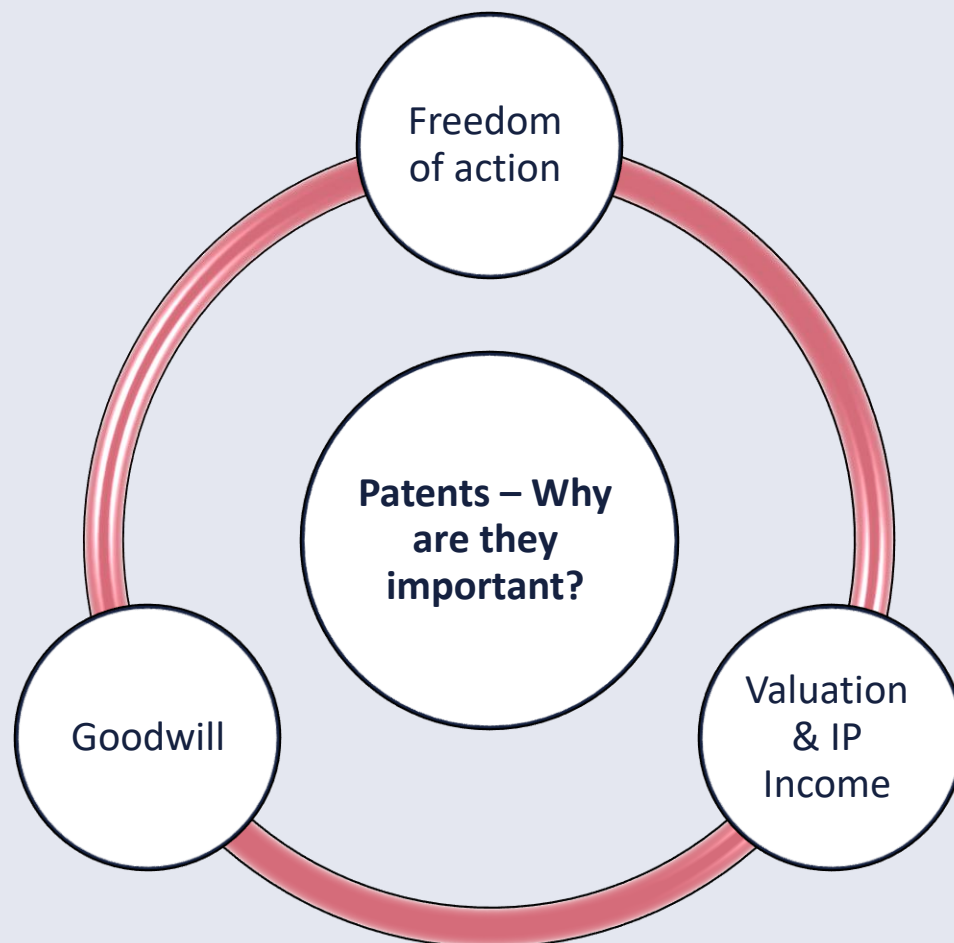 Freedom
of action
Patents – Why
are they
important?
Goodwill
Valuation
& IP
Income